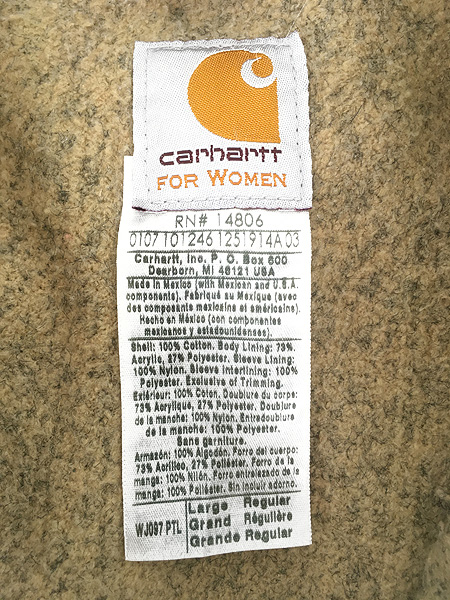 carhartt
FOR WOMEN
RN# 14806
0107 101246 1251914A 03
Carhartt, Inc. P. O. Box 600
Dearborn, MI 48121 USA
Made in Mexico (with Mexican and U.S.A.
components). Fabriqué au Mexique (avec
des composants mexicains et américains).
Hecho en México (con componentes
mexicanos y estadounidenses).
Shell: 100% Cotton. Body Lining: 73%
Acrylic, 27% Polyester. Sleeve Lining:
100% Nylon. Sleeve Interlining: 100%
Polyester. Exclusive of Trimming.
Extérieur: 100% Coton. Doublure du corps:
73% Acrylique, 27% Polyester. Doublure
de la manche: 100% Nylon. Entredoublure
de la manche: 100% Polyester.
Sans garniture.
Armazón: 100% Algodón. Forro del cuerpo:
73% Acrílico, 27% Poliéster. Forro de la
manga: 100% Nilón. Forro entrelazado de la
manga: 100% Poliéster. Sin incluir adorno.
WJ097 PTL
Large Regular
Grand Régulière
Grande Regular